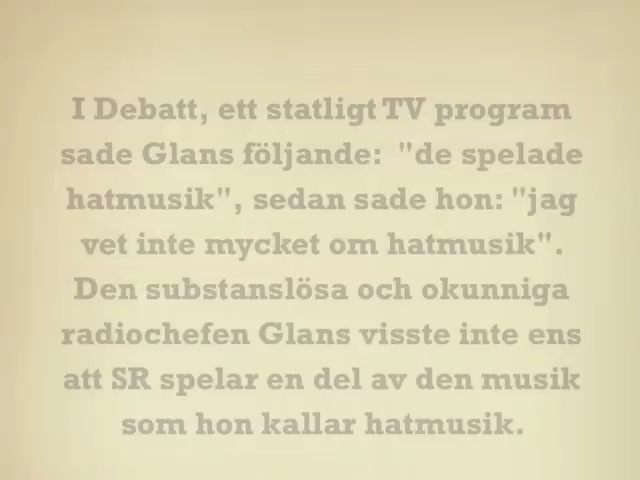 I Debatt, ett statligt TV program
sade Glans följande:  "de spelade
hatmusik", sedan sade hon: "jag
vet inte mycket om hatmusik".
Den substanslösa och okunniga
radiochefen Glans visste inte ens
att SR spelar en del av den musik
som hon kallar hatmusik.